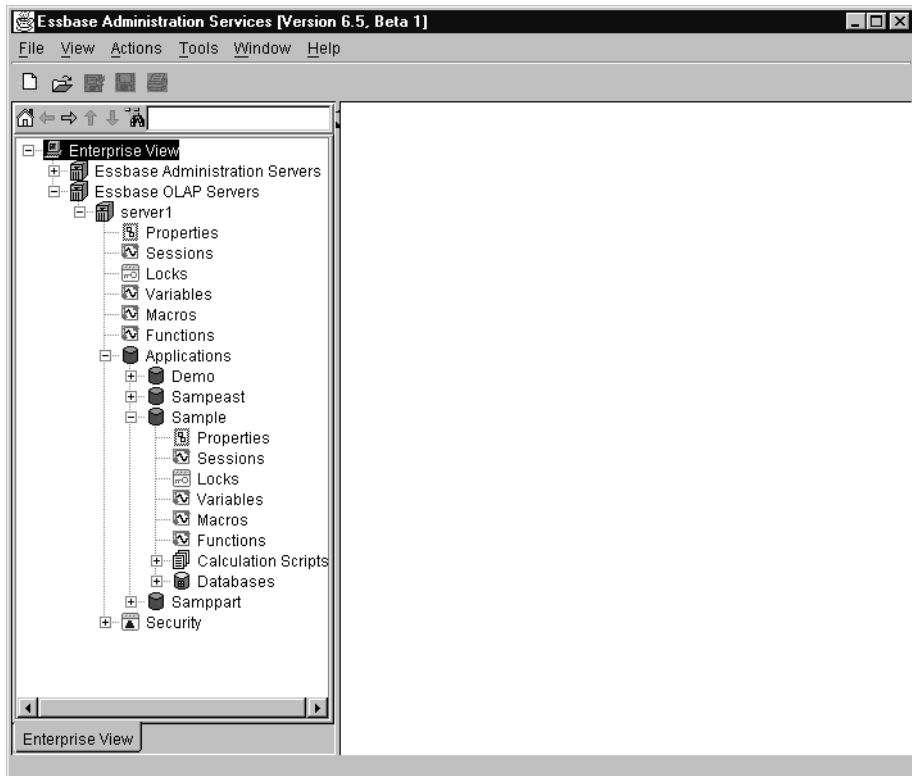 Essbase Administration Services [Version 6.5, Beta 1]
File View Actions Tools Window Help
Enterprise View
Essbase Administration Servers
Essbase OLAP Servers
server1
Properties
Sessions
Locks
Variables
Macros
Functions
Applications
Demo
Sampeast
Sample
Properties
Sessions
Locks
Variables
Macros
Functions
Calculation Scripts
Databases
Samppart
Security
Enterprise View